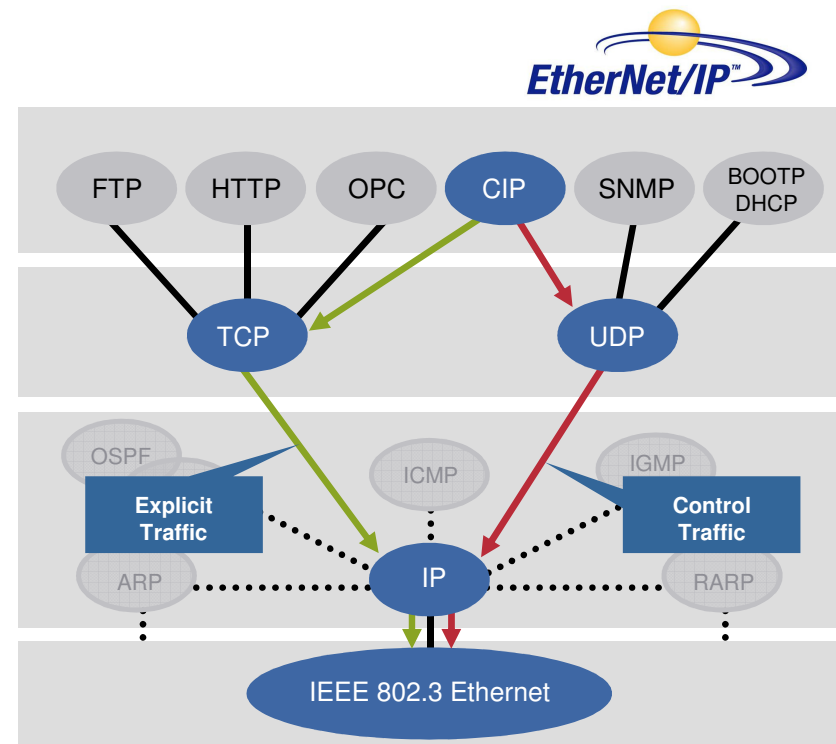 EtherNet/IP™
FTP
HTTP
OPC
CIP
SNMP
BOOTP
DHCP
TCP
UDP
OSPF
ICMP
IGMP
Explicit
Traffic
Control
Traffic
ARP
IP
RARP
IEEE 802.3 Ethernet